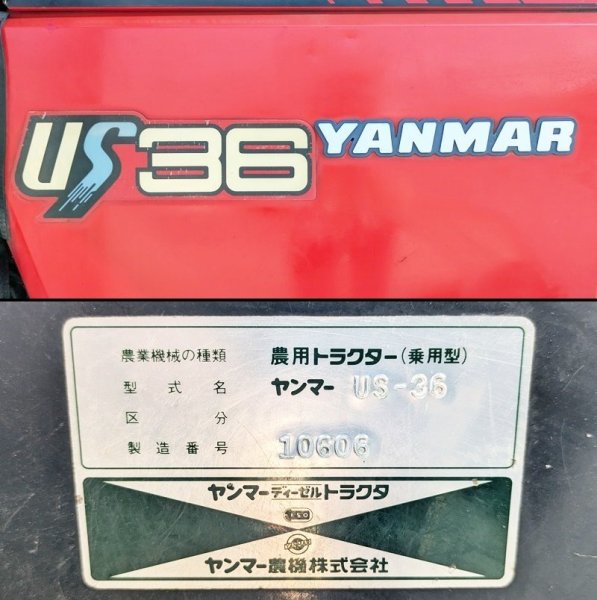 US36 YANMAR
農業機械の種類 農用トラクター(乗用型)
型式名 ヤンマー US-36
区分
製造番号 10606
ヤンマーディーゼルトラクタ
ヤンマー農機株式会社